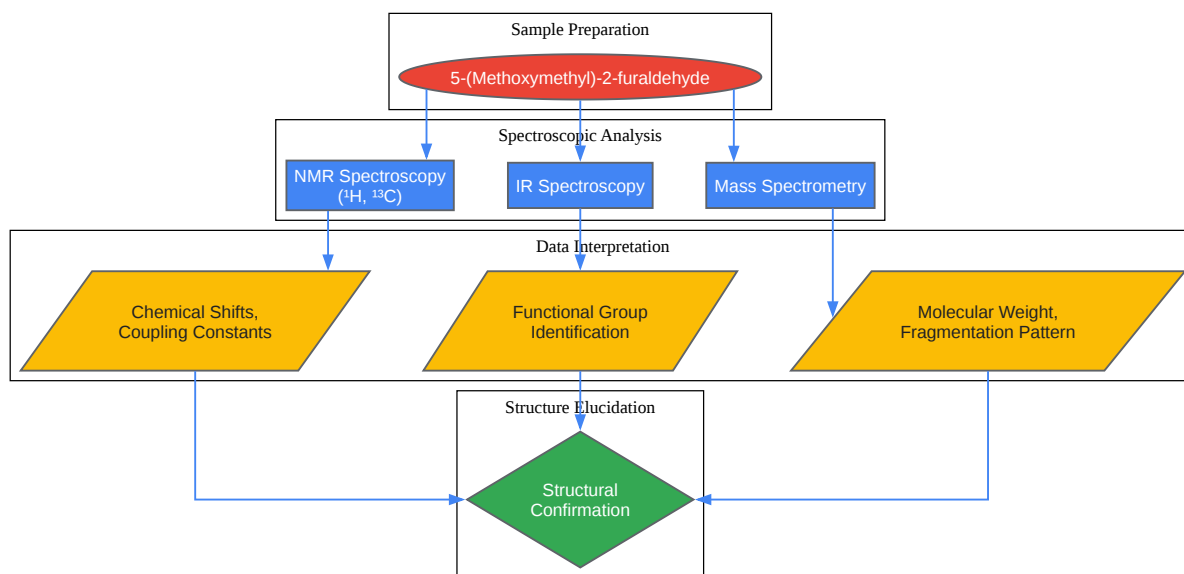 Sample Preparation
5-(Methoxymethyl)-2-furaldehyde
Spectroscopic Analysis
NMR Spectroscopy
(¹H, ¹³C)
IR Spectroscopy
Mass Spectrometry
Data Interpretation
Chemical Shifts,
Coupling Constants
Functional Group
Identification
Molecular Weight,
Fragmentation Pattern
Structure Elucidation
Structural
Confirmation